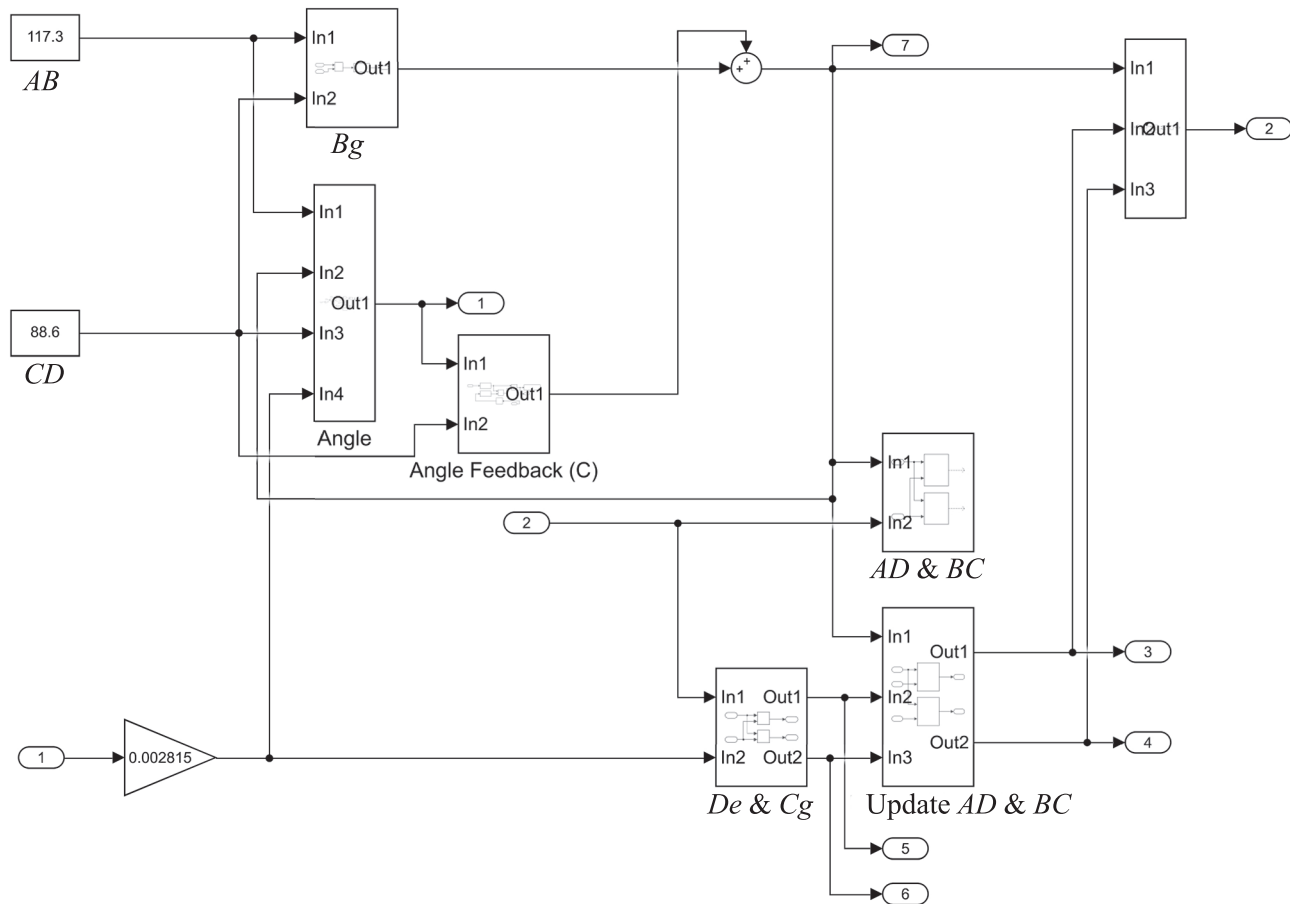 117.3
AB
In1
In2
Out1
Bg
7
In1
In2
In3
Out1
2
In1
In2
In3
In4
Out1
Angle
1
88.6
CD
In1
In2
Out1
Angle Feedback (C)
2
In1
In2
AD & BC
In1
In2
In3
Out1
Out2
Update AD & BC
3
4
1
0.002815
In1
In2
Out1
Out2
De & Cg
5
6